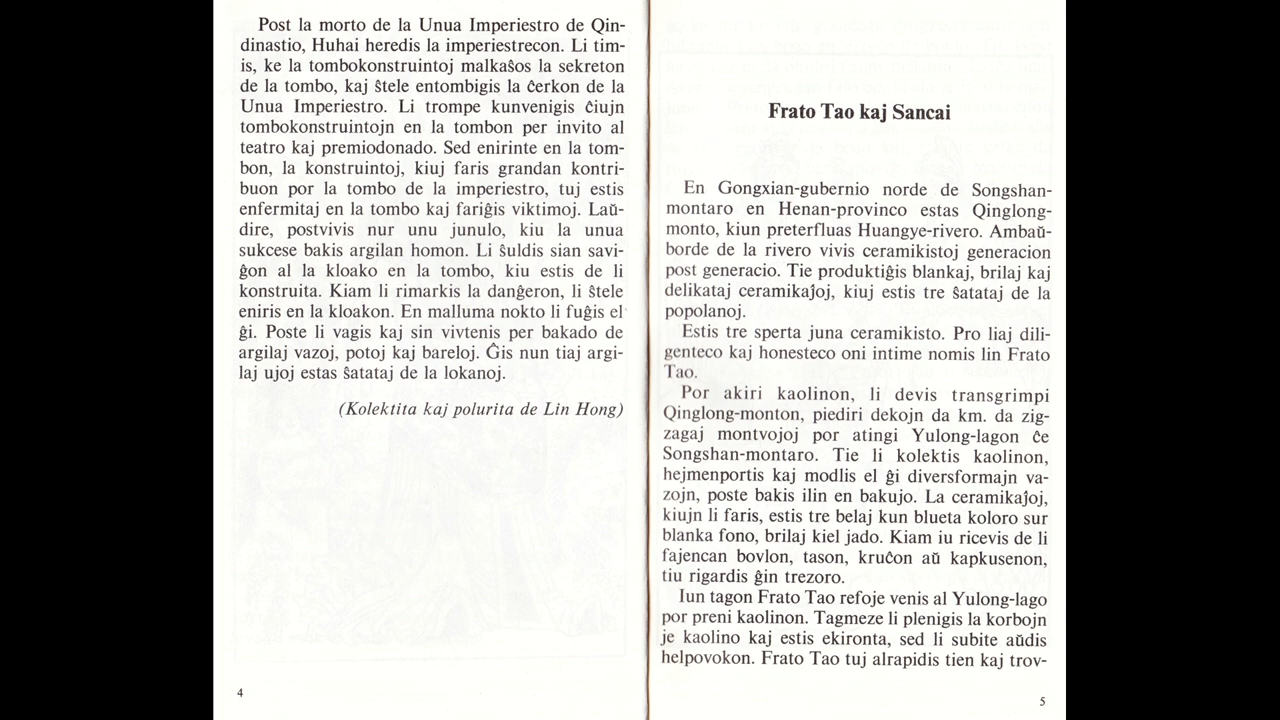 Post la morto de la Unua Imperiestro de Qin-
dinastio, Huhai heredis la imperiestrecon. Li tim-
is, ke la tombokonstruintoj malkaŝos la sekreton
de la tombo, kaj ŝtele entombigis la ĉerkon de la
Unua Imperiestro. Li trompe kunvenigis ĉiujn
tombokonstruintojn en la tombon per invito al
teatro kaj premiodonado. Sed enirinte en la tom-
bon, la konstruintoj, kiuj faris grandan kontri-
buon por la tombo de la imperiestro, tuj estis
enfermitaj en la tombo kaj fariĝis viktimoj. Laŭ-
dire, postvivis nur unu junulo, kiu la unua
sukcese bakis argilan homon. Li ŝuldis sian savi-
ĝon al la kloako en la tombo, kiu estis de li
konstruita. Kiam li rimarkis la danĝeron, li ŝtele
eniris en la kloakon. En malluma nokto li fuĝis el
ĝi. Poste li vagis kaj sin vivtenis per bakado de
argilaj vazoj, potoj kaj bareloj. Ĝis nun tiaj argi-
laj ujoj estas ŝatataj de la lokanoj.
(Kolektita kaj polurita de Lin Hong)
4
Frato Tao kaj Sancai
En Gongxian-gubernio norde de Songshan-
montaro en Henan-provinco estas Qinglong-
monto, kiun preterfluas Huangye-rivero. Ambaŭ-
borde de la rivero vivis ceramikistoj generacion
post generacio. Tie produktiĝis blankaj, brilaj kaj
delikataj ceramikaĵoj, kiuj estis tre ŝatataj de la
popolanoj.
Estis tre sperta juna ceramikisto. Pro liaj dili-
genteco kaj honesteco oni intime nomis lin Frato
Tao.
Por akiri kaolinon, li devis transgrimpi
Qinglong-monton, piediri dekojn da km. da zig-
zagaj montvojoj por atingi Yulong-lagon ĉe
Songshan-montaro. Tie li kolektis kaolinon,
hejmenportis kaj modlis el ĝi diversformajn va-
zojn, poste bakis ilin en bakujo. La ceramikaĵoj,
kiujn li faris, estis tre belaj kun blueta koloro sur
blanka fono, brilaj kiel jado. Kiam iu ricevis de li
fajencan bovlon, tason, kruĉon aŭ kapkusenon,
tiu rigardis ĝin trezoro.
Iun tagon Frato Tao refoje venis al Yulong-lago
por preni kaolinon. Tagmeze li plenigis la korbojn
je kaolino kaj estis ekironta, sed li subite aŭdis
helpovokon. Frato Tao tuj alrapidis tien kaj trov-
5